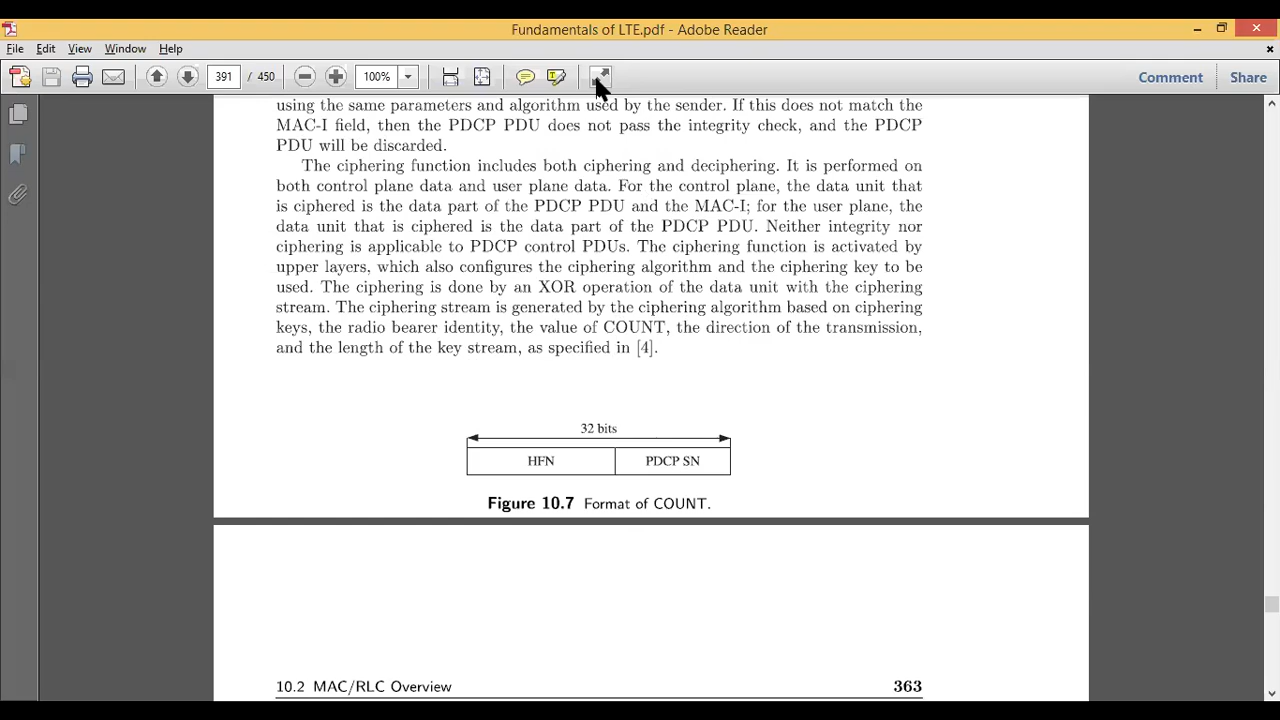 Fundamentals of LTE.pdf - Adobe Reader
File Edit View Window Help
391 / 450 100% Comment Share
using the same parameters and algorithm used by the sender. If this does not match the
MAC-I field, then the PDCP PDU does not pass the integrity check, and the PDCP
PDU will be discarded.
The ciphering function includes both ciphering and deciphering. It is performed on
both control plane data and user plane data. For the control plane, the data unit that
is ciphered is the data part of the PDCP PDU and the MAC-I; for the user plane, the
data unit that is ciphered is the data part of the PDCP PDU. Neither integrity nor
ciphering is applicable to PDCP control PDUs. The ciphering function is activated by
upper layers, which also configures the ciphering algorithm and the ciphering key to be
used. The ciphering is done by an XOR operation of the data unit with the ciphering
stream. The ciphering stream is generated by the ciphering algorithm based on ciphering
keys, the radio bearer identity, the value of COUNT, the direction of the transmission,
and the length of the key stream, as specified in [4].
32 bits
HFN PDCP SN
Figure 10.7 Format of COUNT.
10.2 MAC/RLC Overview 363